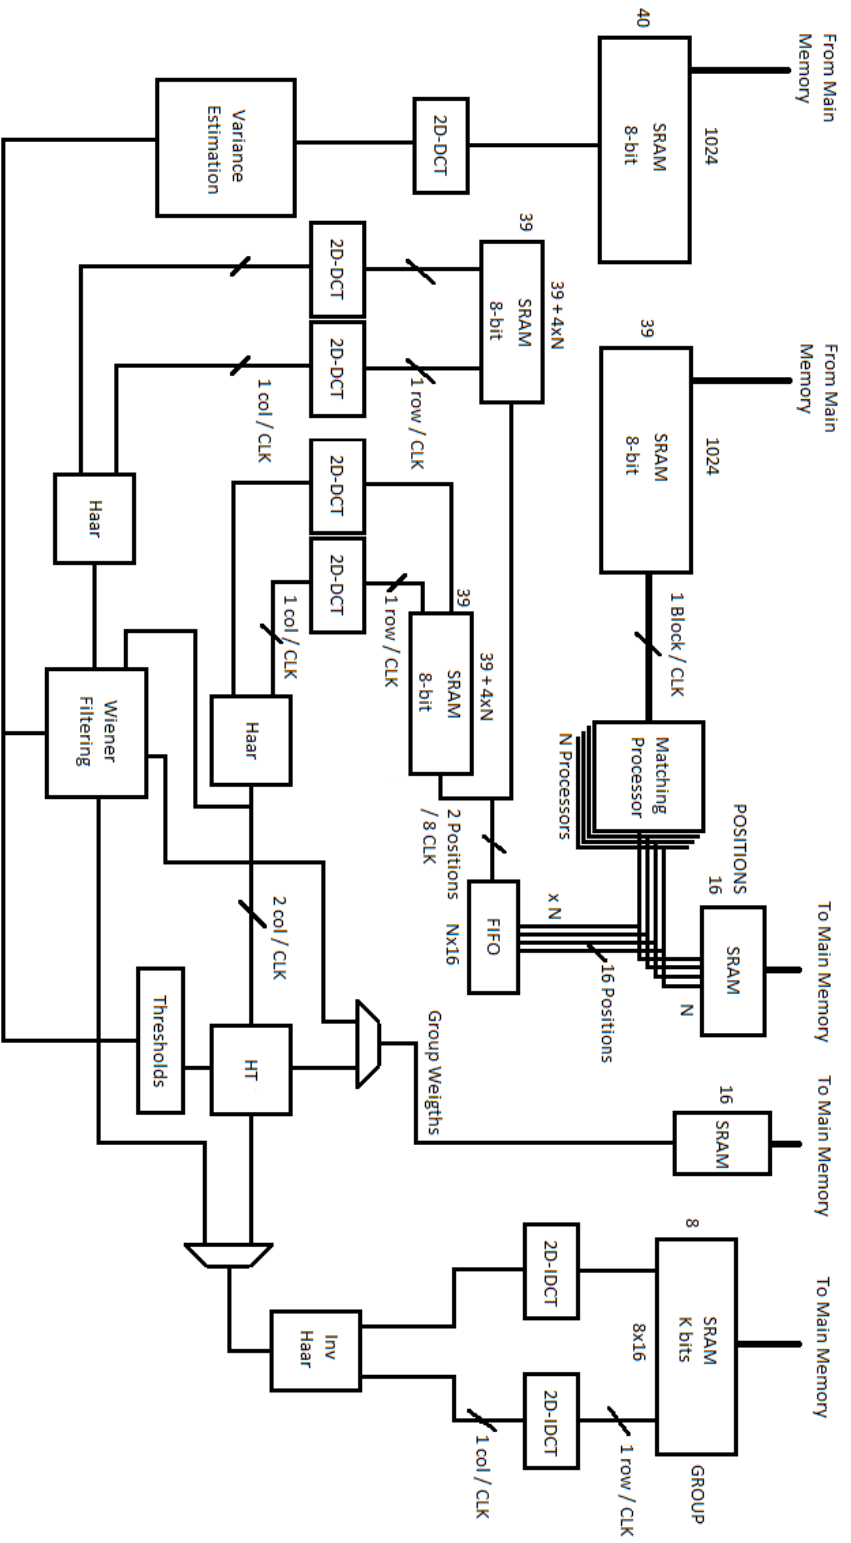 From Main
Memory
40
1024
SRAM
8-bit
2D-DCT
Variance
Estimation
From Main
Memory
39
1024
SRAM
8-bit
1 Block / CLK
Matching
Processor
N Processors
POSITIONS
16
SRAM
N
To Main Memory
x N
16 Positions
FIFO
Nx16
2 Positions
/ 8 CLK
39
39 + 4xN
SRAM
8-bit
2D-DCT
2D-DCT
1 row / CLK
1 col / CLK
Haar
39
39 + 4xN
SRAM
8-bit
2D-DCT
2D-DCT
1 row / CLK
1 col / CLK
Haar
Wiener
Filtering
2 col / CLK
HT
Thresholds
Group Weigths
16
SRAM
To Main Memory
Inv
Haar
2D-IDCT
2D-IDCT
1 col / CLK
1 row / CLK
8
8x16
SRAM
K bits
GROUP
To Main Memory